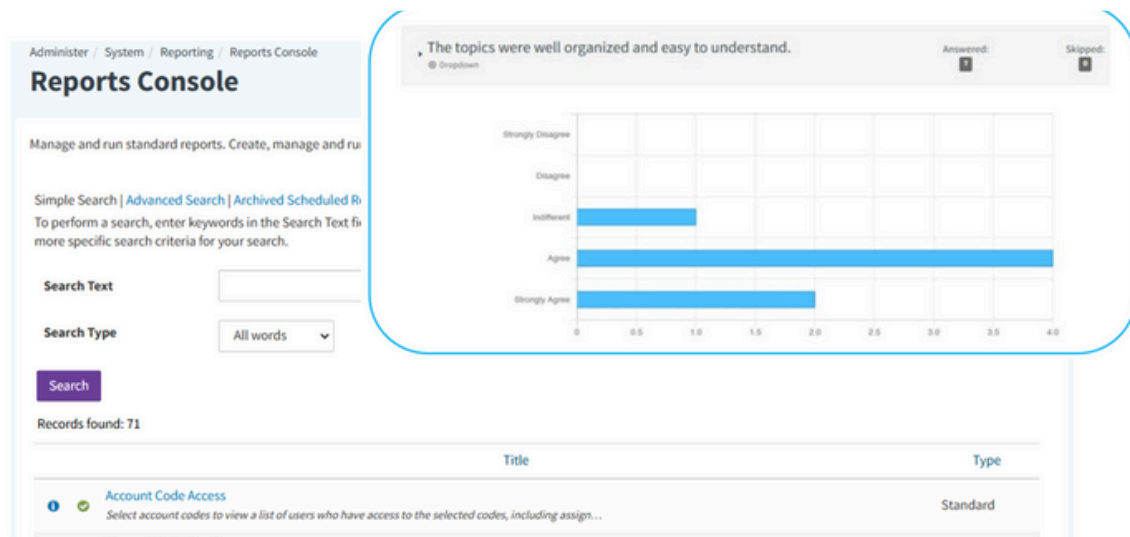 Administer / System / Reporting / Reports Console
Reports Console
Manage and run standard reports. Create, manage and ru
Simple Search | Advanced Search | Archived Scheduled R
To perform a search, enter keywords in the Search Text fi
more specific search criteria for your search.
Search Text
Search Type
All words
Search
Records found: 71
Title
Type
Account Code Access
Standard
Select account codes to view a list of users who have access to the selected codes, including assign...
The topics were well organized and easy to understand.
Dropdown
Answered:
7
Skipped:
Strongly Disagree
Disagree
Indifferent
Agree
Strongly Agree
0 0.5 1.0 1.5 2.0 2.5 3.0 3.5 4.0